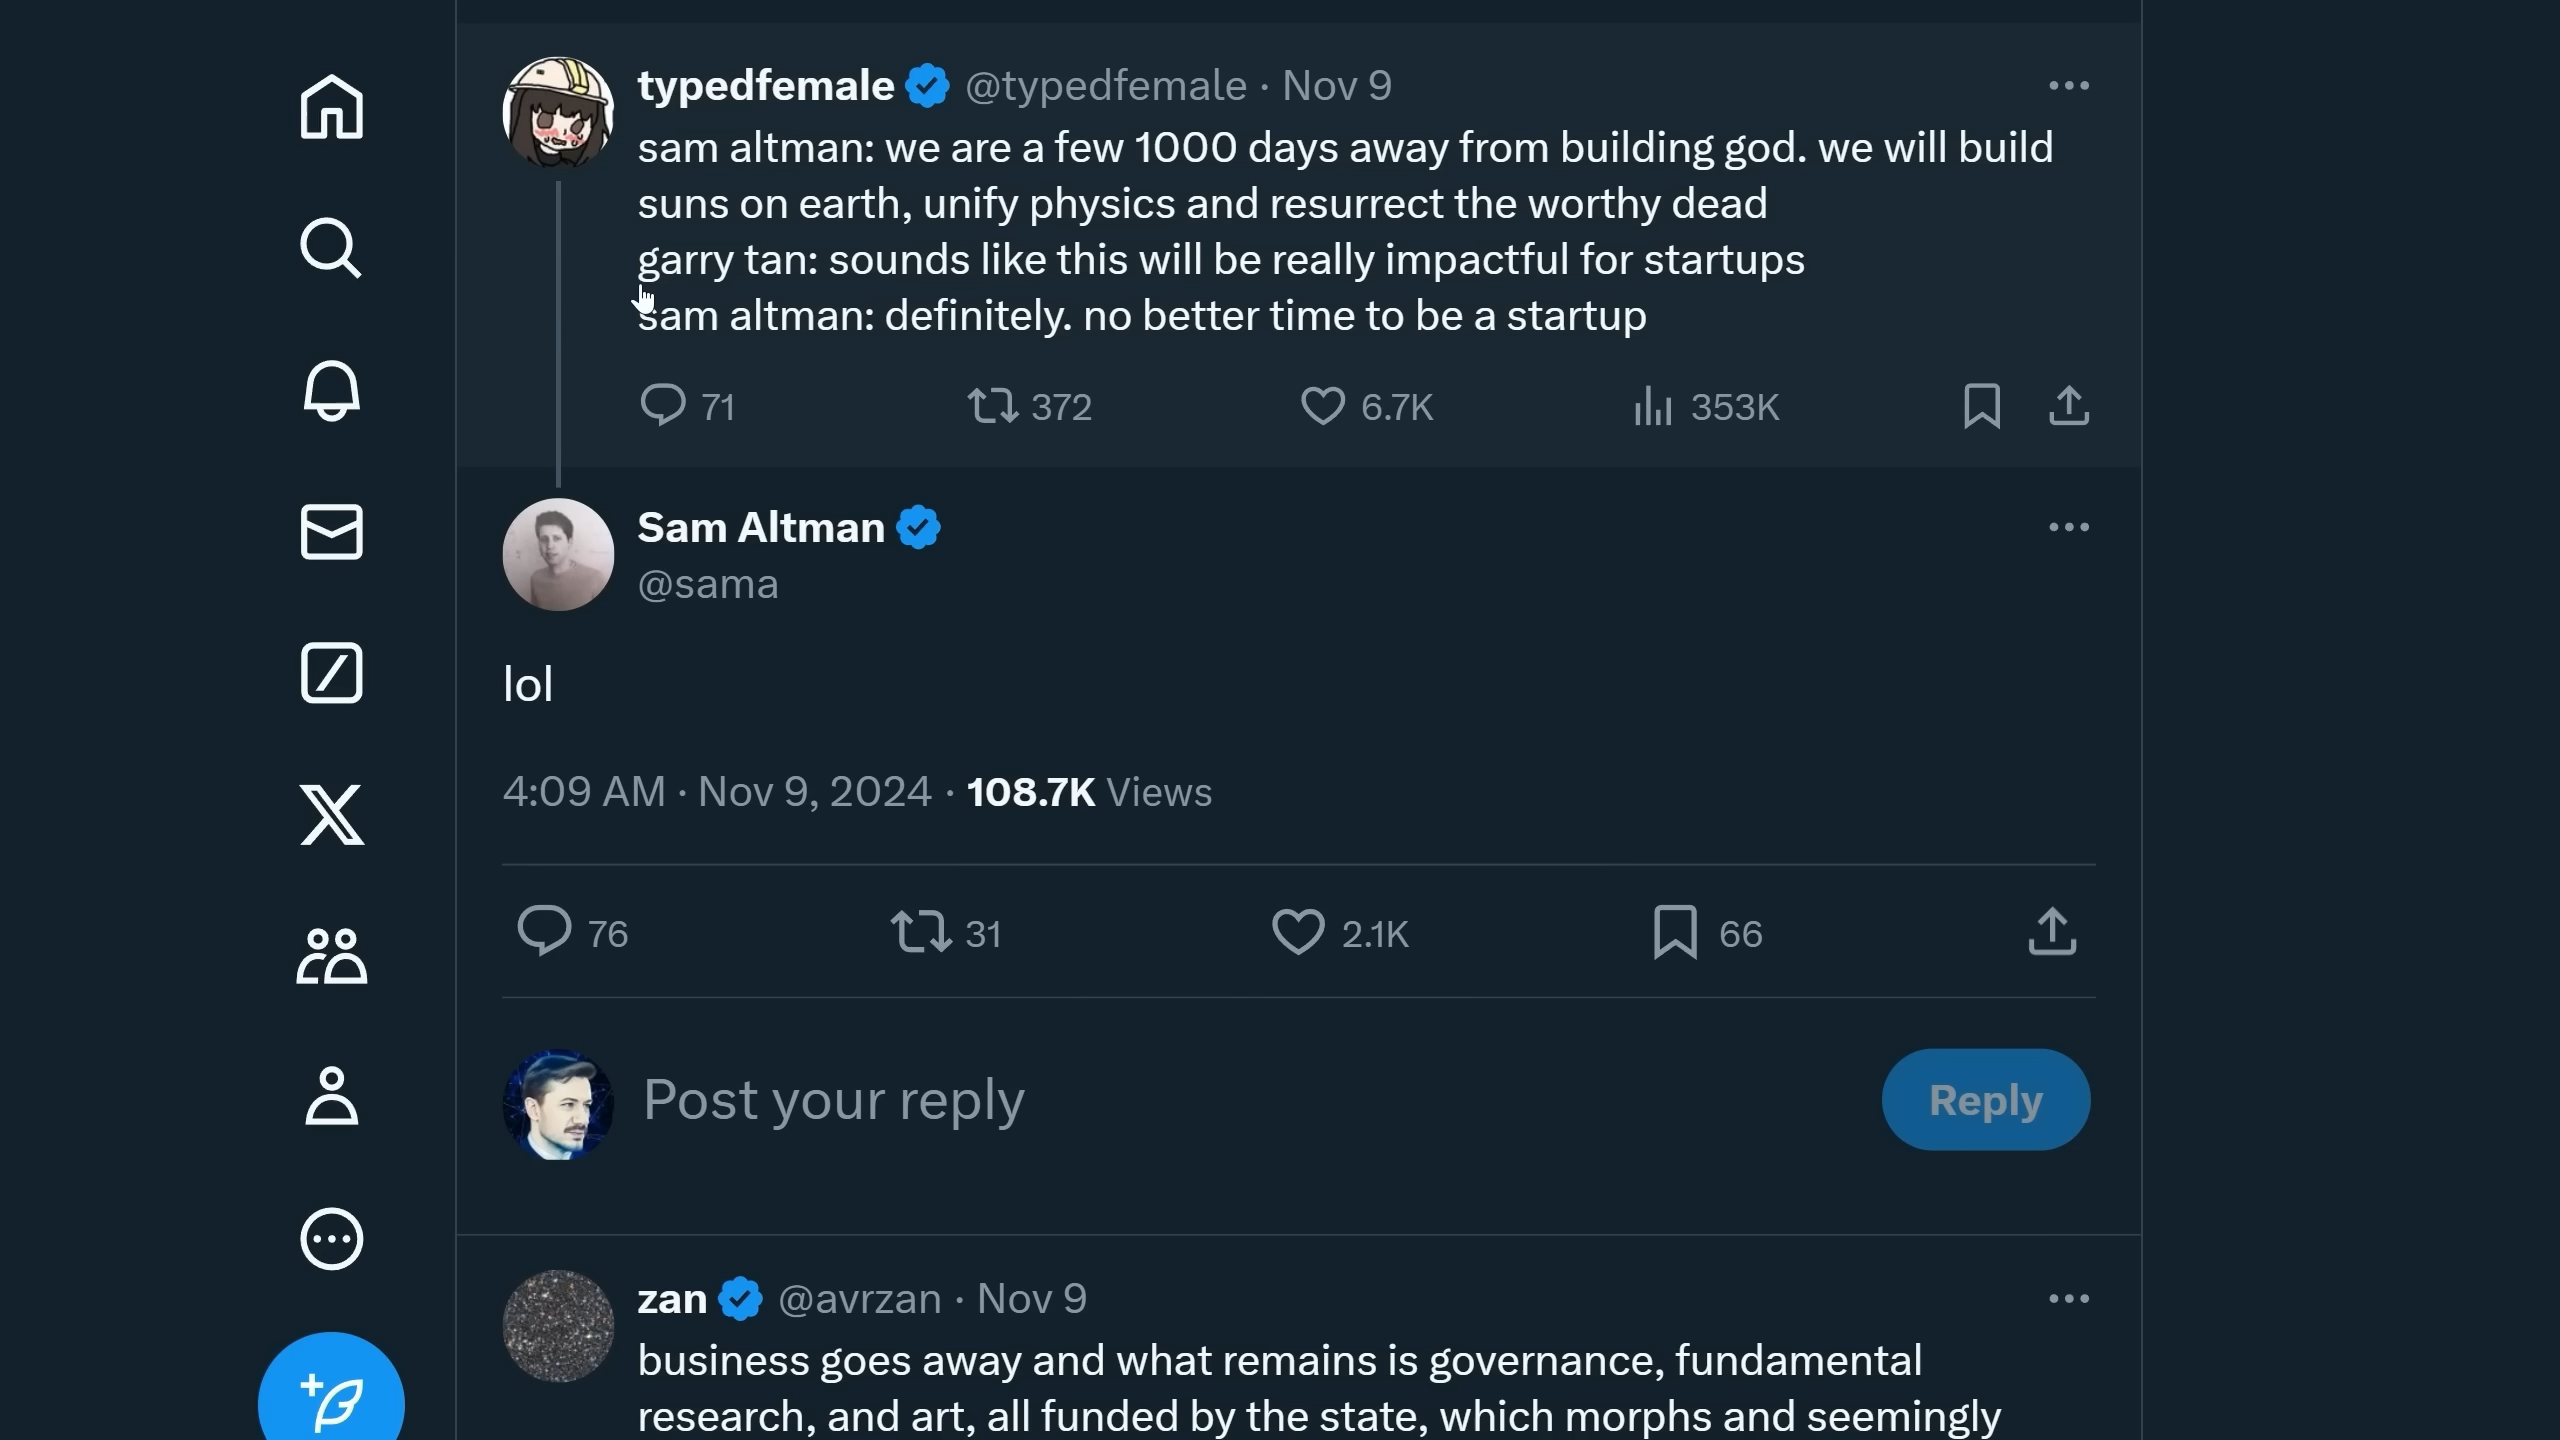 typedfemale @typedfemale · Nov 9
sam altman: we are a few 1000 days away from building god. we will build
suns on earth, unify physics and resurrect the worthy dead
garry tan: sounds like this will be really impactful for startups
sam altman: definitely. no better time to be a startup
71 372 6.7K 353K
Sam Altman
@sama
lol
4:09 AM · Nov 9, 2024 · 108.7K Views
76 31 2.1K 66
Post your reply
Reply
zan @avrzan · Nov 9
business goes away and what remains is governance, fundamental
research, and art, all funded by the state, which morphs and seemingly